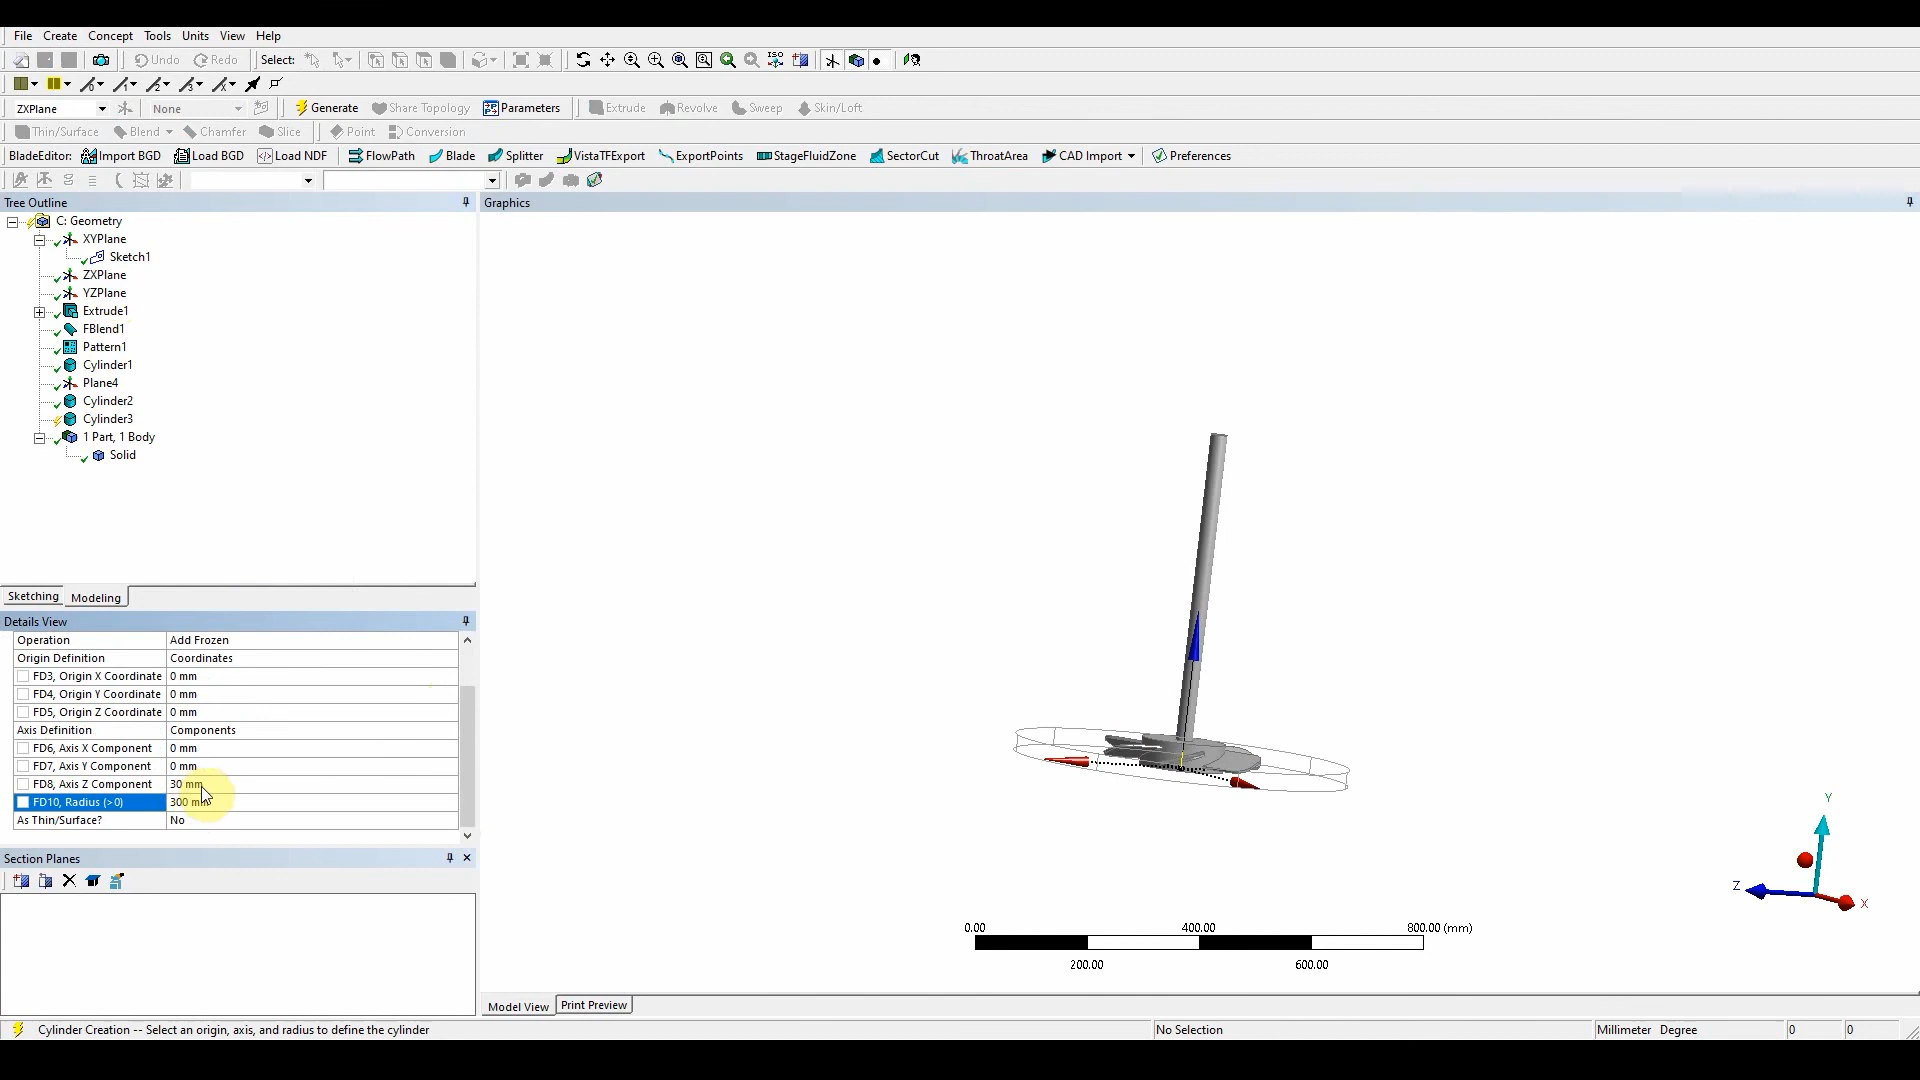 File Create Concept Tools Units View Help
Undo Redo Select: ISO
ZXPlane None Generate Share Topology Parameters Extrude Revolve Sweep Skin/Loft
Thin/Surface Blend Chamfer Slice Point Conversion
BladeEditor: Import BGD Load BGD Load NDF FlowPath Blade Splitter VistaTFExport ExportPoints StageFluidZone SectorCut ThroatArea CAD Import Preferences
Tree Outline
Graphics
C: Geometry
XYPlane
Sketch1
ZXPlane
YZPlane
Extrude1
FBlend1
Pattern1
Cylinder1
Plane4
Cylinder2
Cylinder3
1 Part, 1 Body
Solid
Sketching Modeling
Details View
Operation Add Frozen
Origin Definition Coordinates
FD3, Origin X Coordinate 0 mm
FD4, Origin Y Coordinate 0 mm
FD5, Origin Z Coordinate 0 mm
Axis Definition Components
FD6, Axis X Component 0 mm
FD7, Axis Y Component 0 mm
FD8, Axis Z Component 30 mm
FD10, Radius (>0) 300 mm
As Thin/Surface? No
Section Planes
Y
Z
X
0.00 400.00 800.00 (mm)
200.00 600.00
Model View Print Preview
Cylinder Creation -- Select an origin, axis, and radius to define the cylinder No Selection Millimeter Degree 0 0